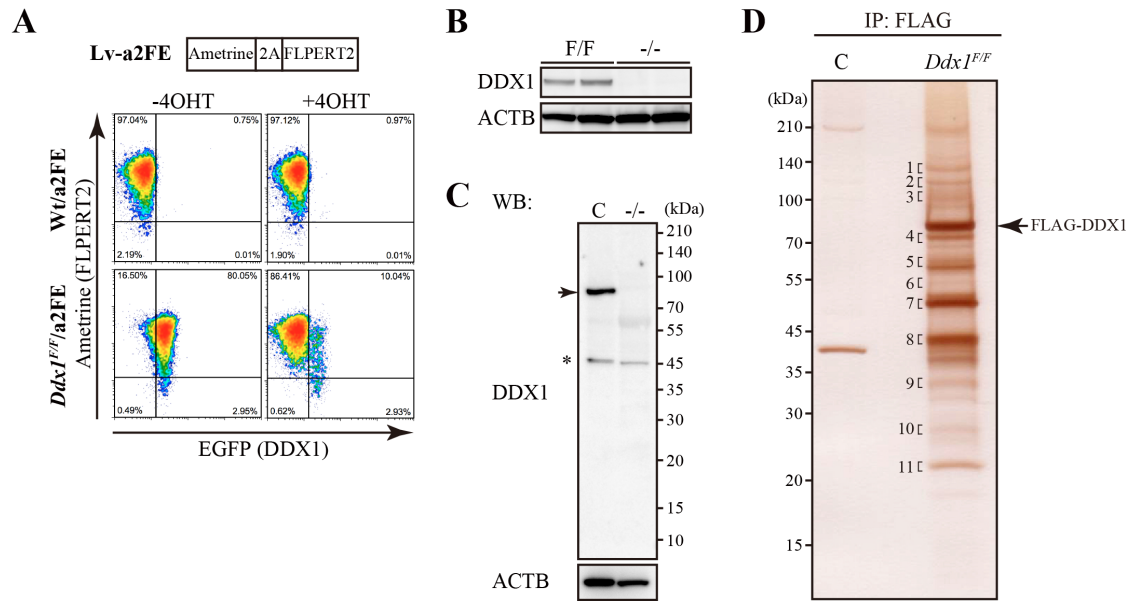 A
Lv-a2FE
Ametrine 2A FLPERT2
-4OHT +4OHT
97.04% 0.75% 97.12% 0.97%
Wt/a2FE
2.19% 0.01% 1.90% 0.01%
16.50% 80.05% 86.41% 10.04%
Ddx1F/F/a2FE
0.49% 2.95% 0.62% 2.93%
Ametrine (FLPERT2)
EGFP (DDX1)
B
F/F -/-
DDX1
ACTB
C
WB:
C -/- (kDa)
210
140
100
70
55
*
45
DDX1
35
30
20
15
10
ACTB
D
IP: FLAG
C Ddx1F/F
(kDa)
210
140
100
70
55
45
35
30
20
15
1
2
3
FLAG-DDX1
4
5
6
7
8
9
10
11